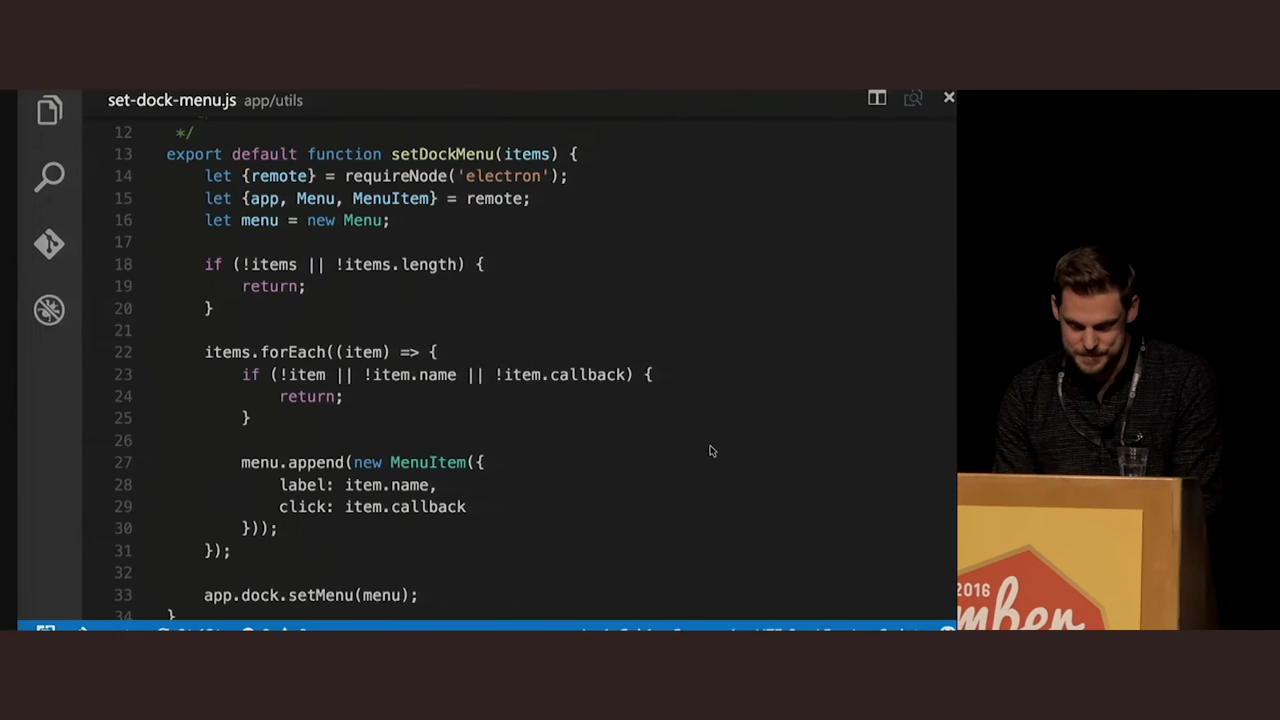 set-dock-menu.js app/utils
12 */
13 export default function setDockMenu(items) {
14 let {remote} = requireNode('electron');
15 let {app, Menu, MenuItem} = remote;
16 let menu = new Menu;
17
18 if (!items || !items.length) {
19 return;
20 }
21
22 items.forEach((item) => {
23 if (!item || !item.name || !item.callback) {
24 return;
25 }
26
27 menu.append(new MenuItem({
28 label: item.name,
29 click: item.callback
30 }));
31 });
32
33 app.dock.setMenu(menu);
34 }
2016
mber